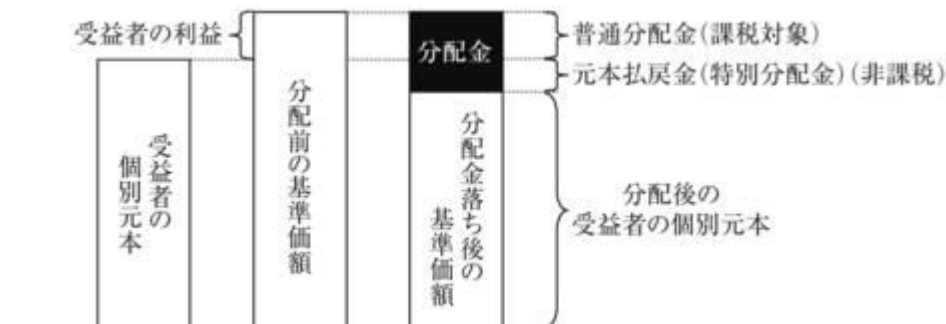 受益者の利益
分配金
普通分配金(課税対象)
元本払戻金(特別分配金)(非課税)
受益者の
個別元本
分配前の基準価額
分配金落ち後の
基準価額
分配後の
受益者の個別元本